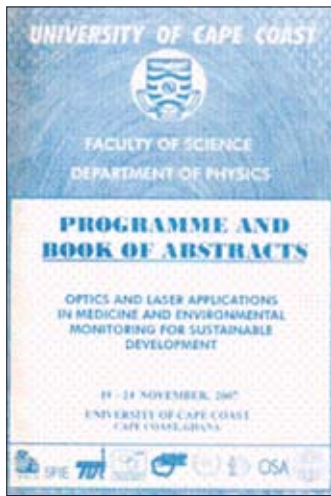 UNIVERSITY OF CAPE COAST
FACULTY OF SCIENCE
DEPARTMENT OF PHYSICS
PROGRAMME AND
BOOK OF ABSTRACTS
OPTICS AND LASER APPLICATIONS
IN MEDICINE AND ENVIRONMENTAL
MONITORING FOR SUSTAINABLE
DEVELOPMENT
19 - 24 NOVEMBER, 2007
UNIVERSITY OF CAPE COAST
CAPE COAST, GHANA
SPIE OSA